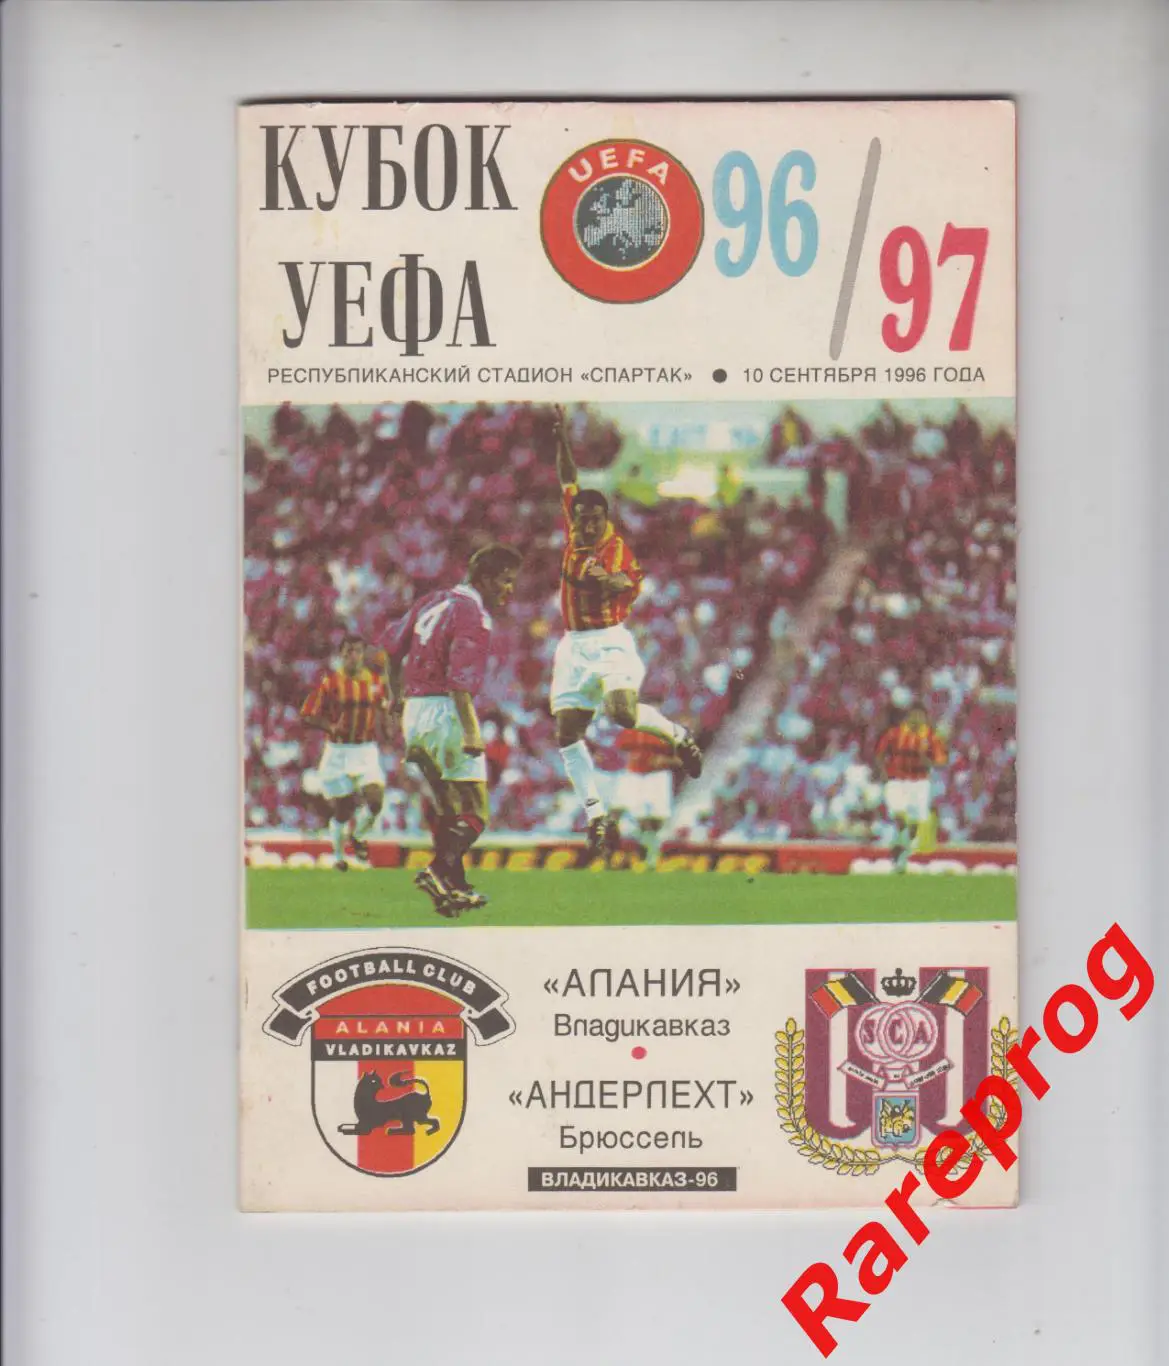 КУБОК
УЕФА
UEFA
96/97
РЕСПУБЛИКАНСКИЙ СТАДИОН «СПАРТАК» ● 10 СЕНТЯБРЯ 1996 ГОДА
4
FOOTBALL CLUB
ALANIA
VLADIKAVKAZ
«АЛАНИЯ»
Владикавказ
●
«АНДЕРЛЕХТ»
Брюссель
ВЛАДИКАВКАЗ-96
SCA
Rareprog